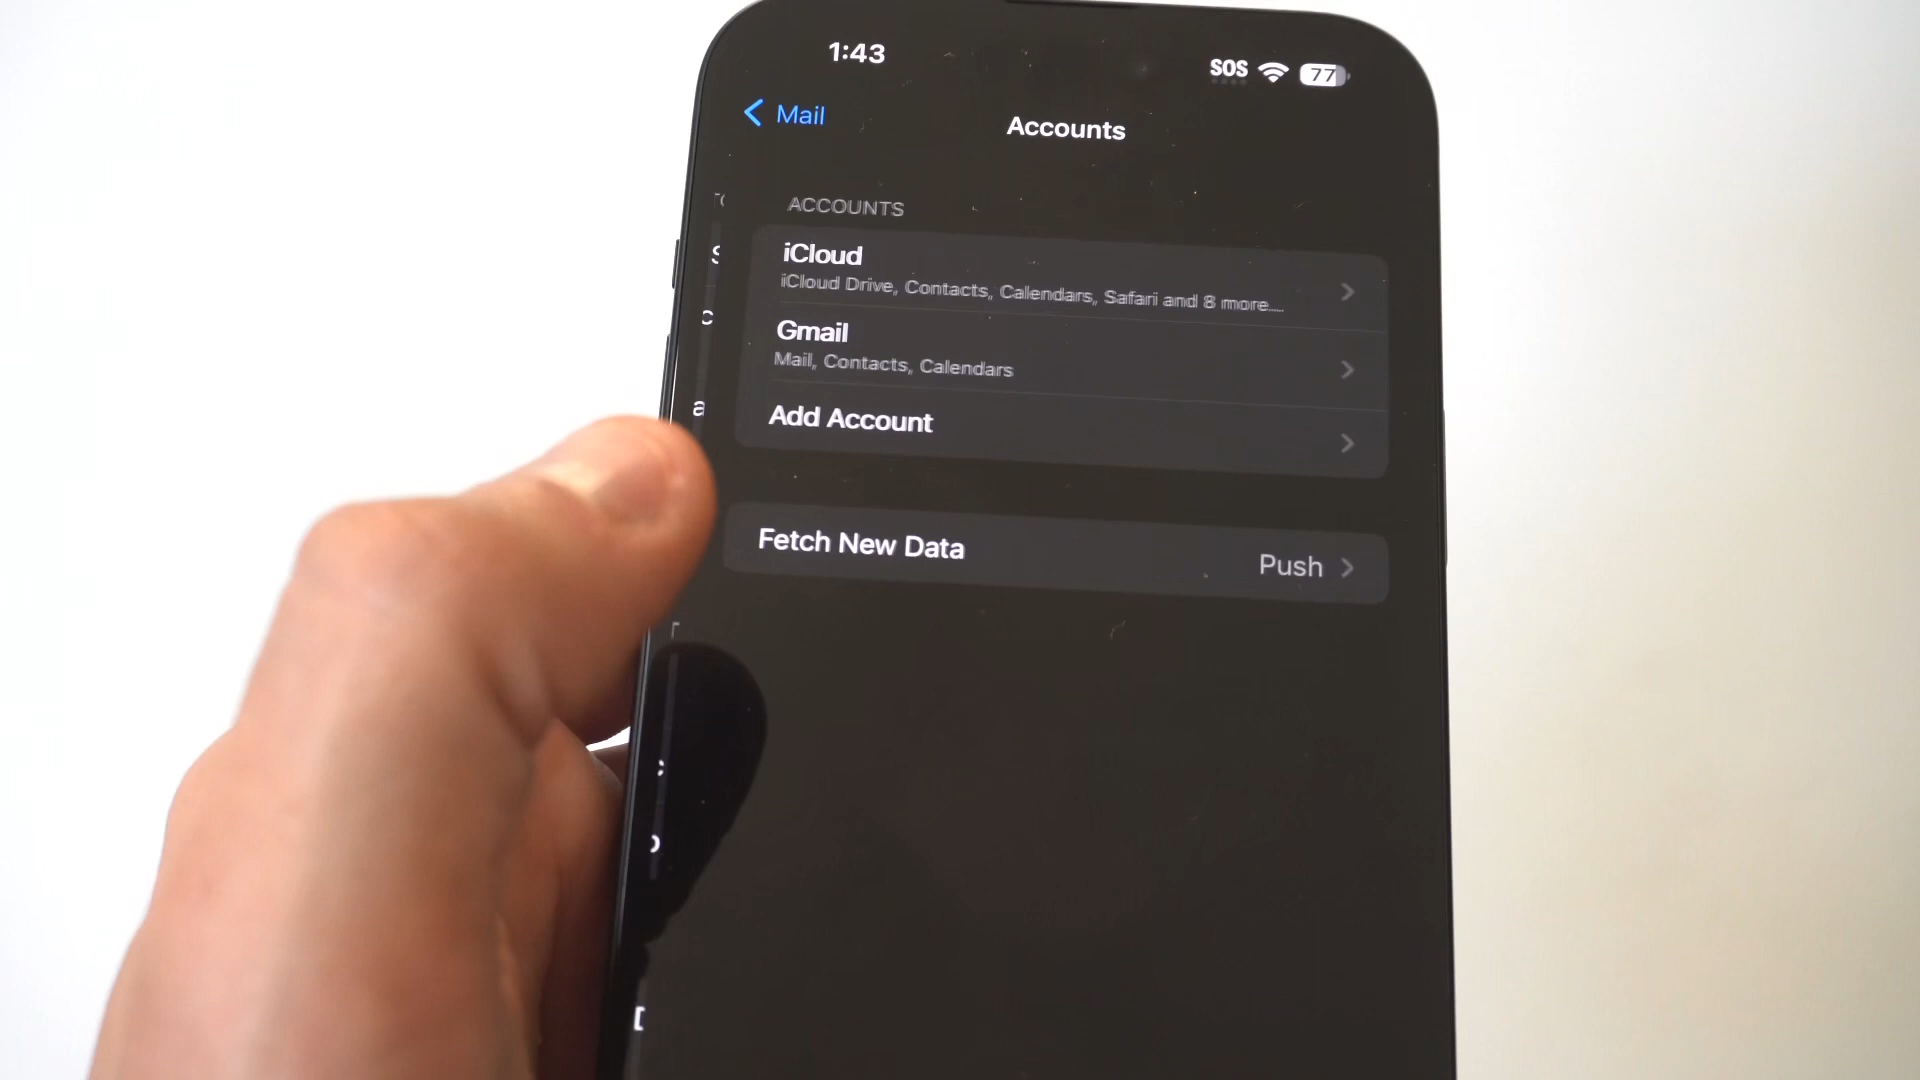 1:43
SOS 77
Mail
Accounts
ACCOUNTS
iCloud
iCloud Drive, Contacts, Calendars, Safari and 8 more...
Gmail
Mail, Contacts, Calendars
Add Account
Fetch New Data Push